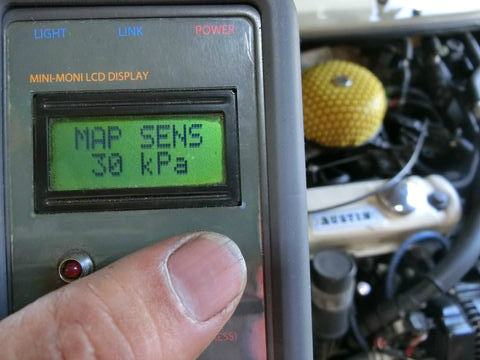 LIGHT LINK POWER
MINI-MONI LCD DISPLAY
MAP SENS
30 kPa
AUSTIN